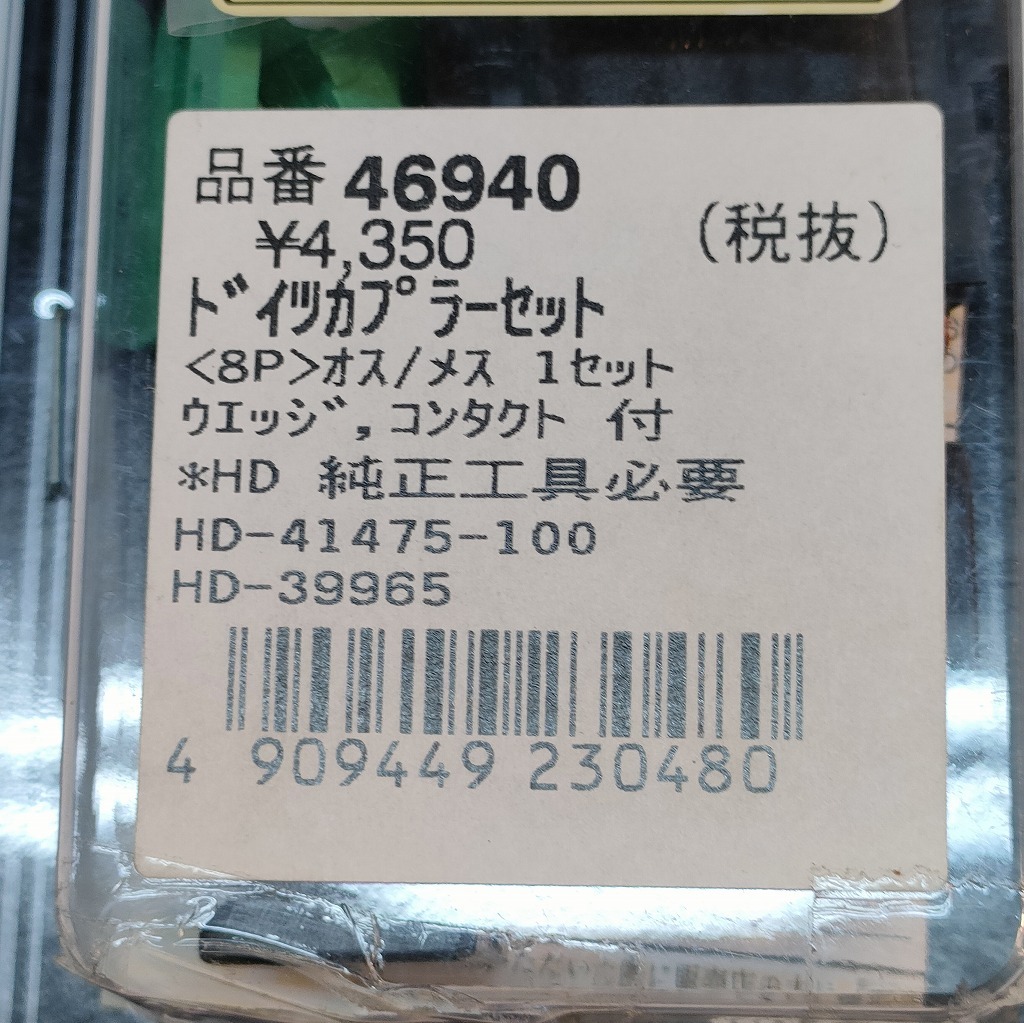 品番 46940
¥4,350 (税抜)
ﾄﾞｲﾂｶﾌﾟﾗｰｾｯﾄ
<8P>ｵｽ/ﾒｽ 1ｾｯﾄ
ｳｴｯｼﾞ,ｺﾝﾀｸﾄ 付
*HD 純正工具必要
HD-41475-100
HD-39965
4 909449 230480